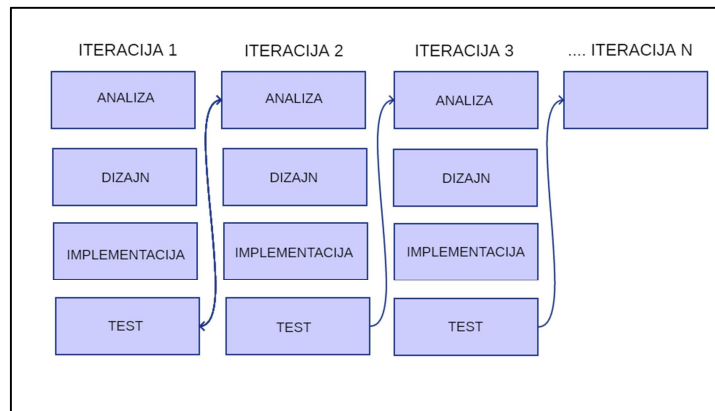 ITERACIJA 1
ITERACIJA 2
ITERACIJA 3
.... ITERACIJA N
ANALIZA
ANALIZA
ANALIZA
DIZAJN
DIZAJN
DIZAJN
IMPLEMENTACIJA
IMPLEMENTACIJA
IMPLEMENTACIJA
TEST
TEST
TEST